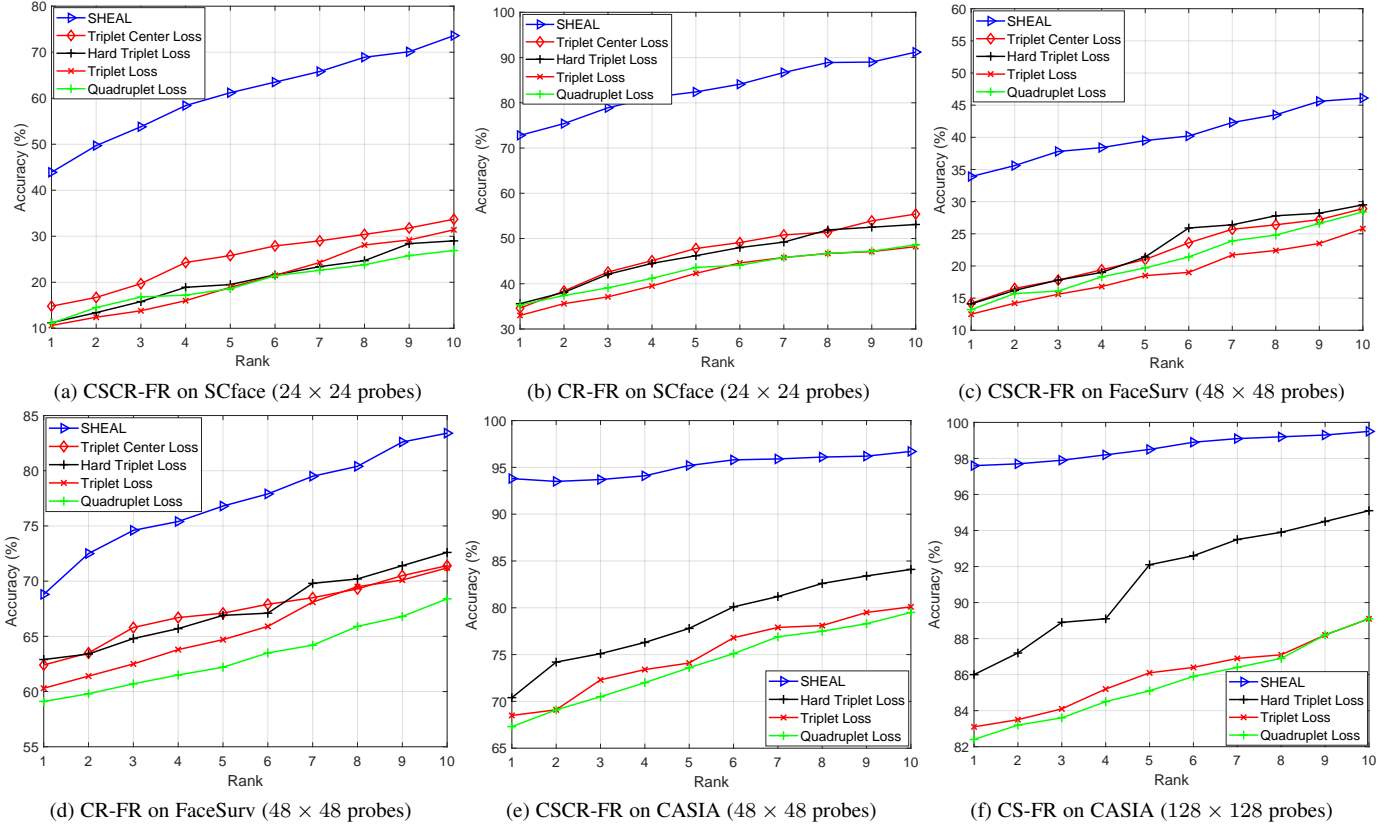 80
70
60
50
40
30
20
10
Accuracy (%)
SHEAL
Triplet Center Loss
Hard Triplet Loss
Triplet Loss
Quadruplet Loss
1 2 3 4 5 6 7 8 9 10
Rank
(a) CSCR-FR on SCface (24 × 24 probes)
100
90
80
70
60
50
40
30
Accuracy (%)
SHEAL
Triplet Center Loss
Hard Triplet Loss
Triplet Loss
Quadruplet Loss
1 2 3 4 5 6 7 8 9 10
Rank
(b) CR-FR on SCface (24 × 24 probes)
60
55
50
45
40
35
30
25
20
15
10
Accuracy (%)
SHEAL
Triplet Center Loss
Hard Triplet Loss
Triplet Loss
Quadruplet Loss
1 2 3 4 5 6 7 8 9 10
Rank
(c) CSCR-FR on FaceSurv (48 × 48 probes)
85
80
75
70
65
60
55
Accuracy (%)
SHEAL
Triplet Center Loss
Hard Triplet Loss
Triplet Loss
Quadruplet Loss
1 2 3 4 5 6 7 8 9 10
Rank
(d) CR-FR on FaceSurv (48 × 48 probes)
100
95
90
85
80
75
70
65
Accuracy (%)
SHEAL
Hard Triplet Loss
Triplet Loss
Quadruplet Loss
1 2 3 4 5 6 7 8 9 10
Rank
(e) CSCR-FR on CASIA (48 × 48 probes)
100
98
96
94
92
90
88
86
84
82
Accuracy (%)
SHEAL
Hard Triplet Loss
Triplet Loss
Quadruplet Loss
1 2 3 4 5 6 7 8 9 10
Rank
(f) CS-FR on CASIA (128 × 128 probes)